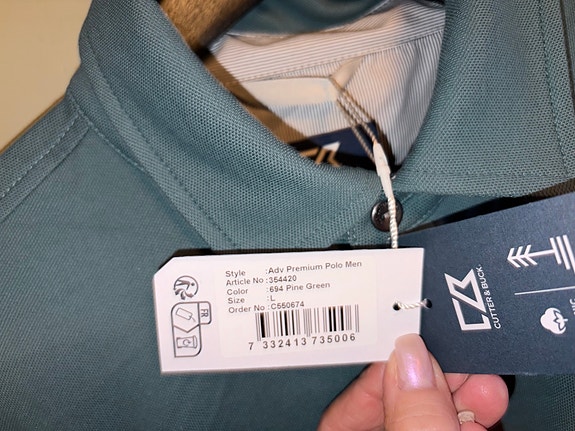 Style :Adv Premium Polo Men
Article No :354420
Color :694 Pine Green
Size :L
Order No :C550674
7 332413 735006
FR
CUTTER & BUCK.